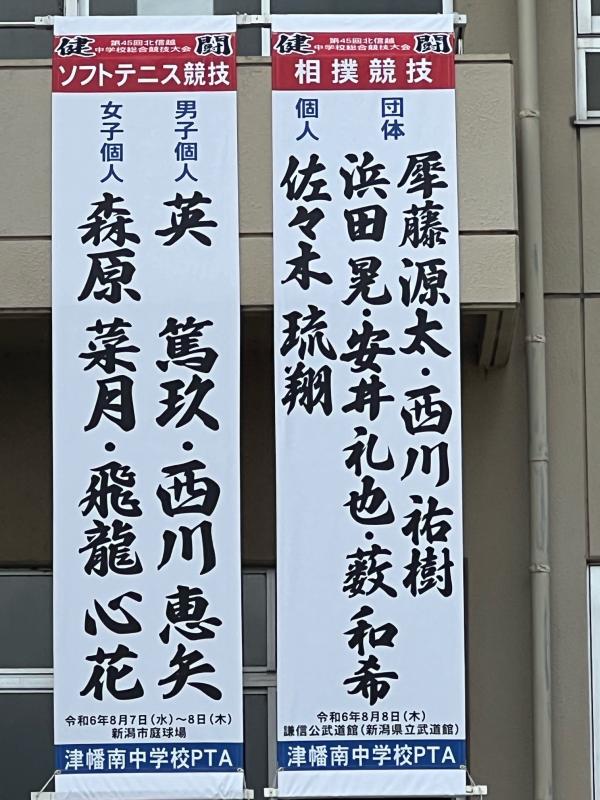 健闘
第45回北信越
中学校総合競技大会
ソフトテニス競技
男子個人
英 篤玖・西川 恵矢
女子個人
森原 菜月・飛龍 心花
令和6年8月7日（水）～8日（木）
新潟市庭球場
津幡南中学校PTA
健闘
第45回北信越
中学校総合競技大会
相撲競技
団体
犀藤 源太・西川 祐樹
浜田 晃・安井 礼也・薮 和希
個人
佐々木 琉翔
令和6年8月8日（木）
謙信公武道館（新潟県立武道館）
津幡南中学校PTA